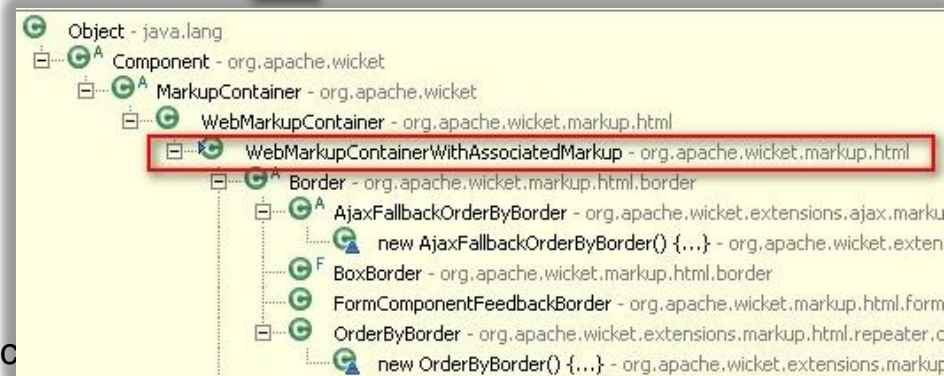 Object - java.lang
A Component - org.apache.wicket
A MarkupContainer - org.apache.wicket
WebMarkupContainer - org.apache.wicket.markup.html
WebMarkupContainerWithAssociatedMarkup - org.apache.wicket.markup.html
A Border - org.apache.wicket.markup.html.border
A AjaxFallbackOrderByBorder - org.apache.wicket.extensions.ajax.marku
new AjaxFallbackOrderByBorder() {...} - org.apache.wicket.exten
F BoxBorder - org.apache.wicket.markup.html.border
FormComponentFeedbackBorder - org.apache.wicket.markup.html.form
OrderByBorder - org.apache.wicket.extensions.markup.html.repeater.
new OrderByBorder() {...} - org.apache.wicket.extensions.markup